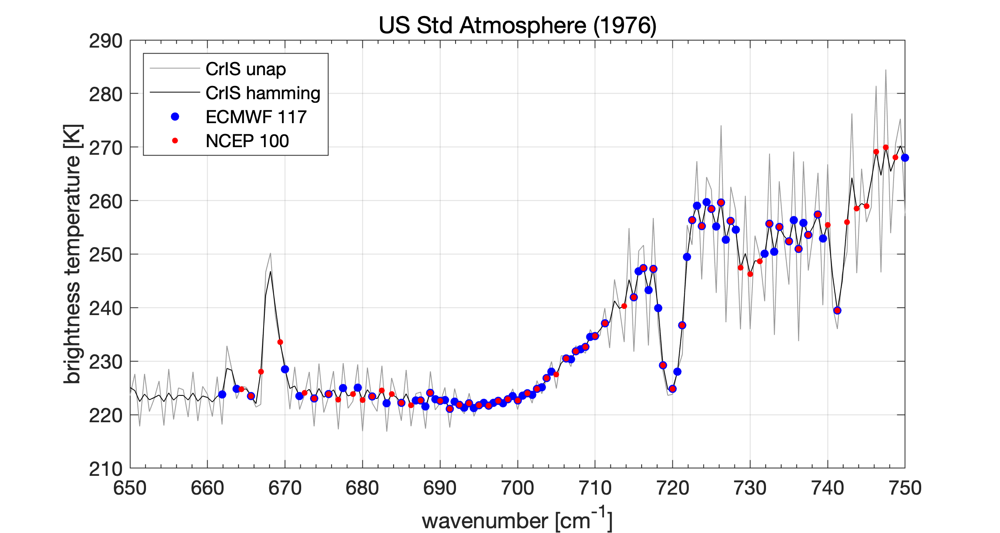 US Std Atmosphere (1976)
CrIS unap
CrIS hamming
ECMWF 117
NCEP 100
brightness temperature [K]
290
280
270
260
250
240
230
220
210
650 660 670 680 690 700 710 720 730 740 750
wavenumber [cm-1]